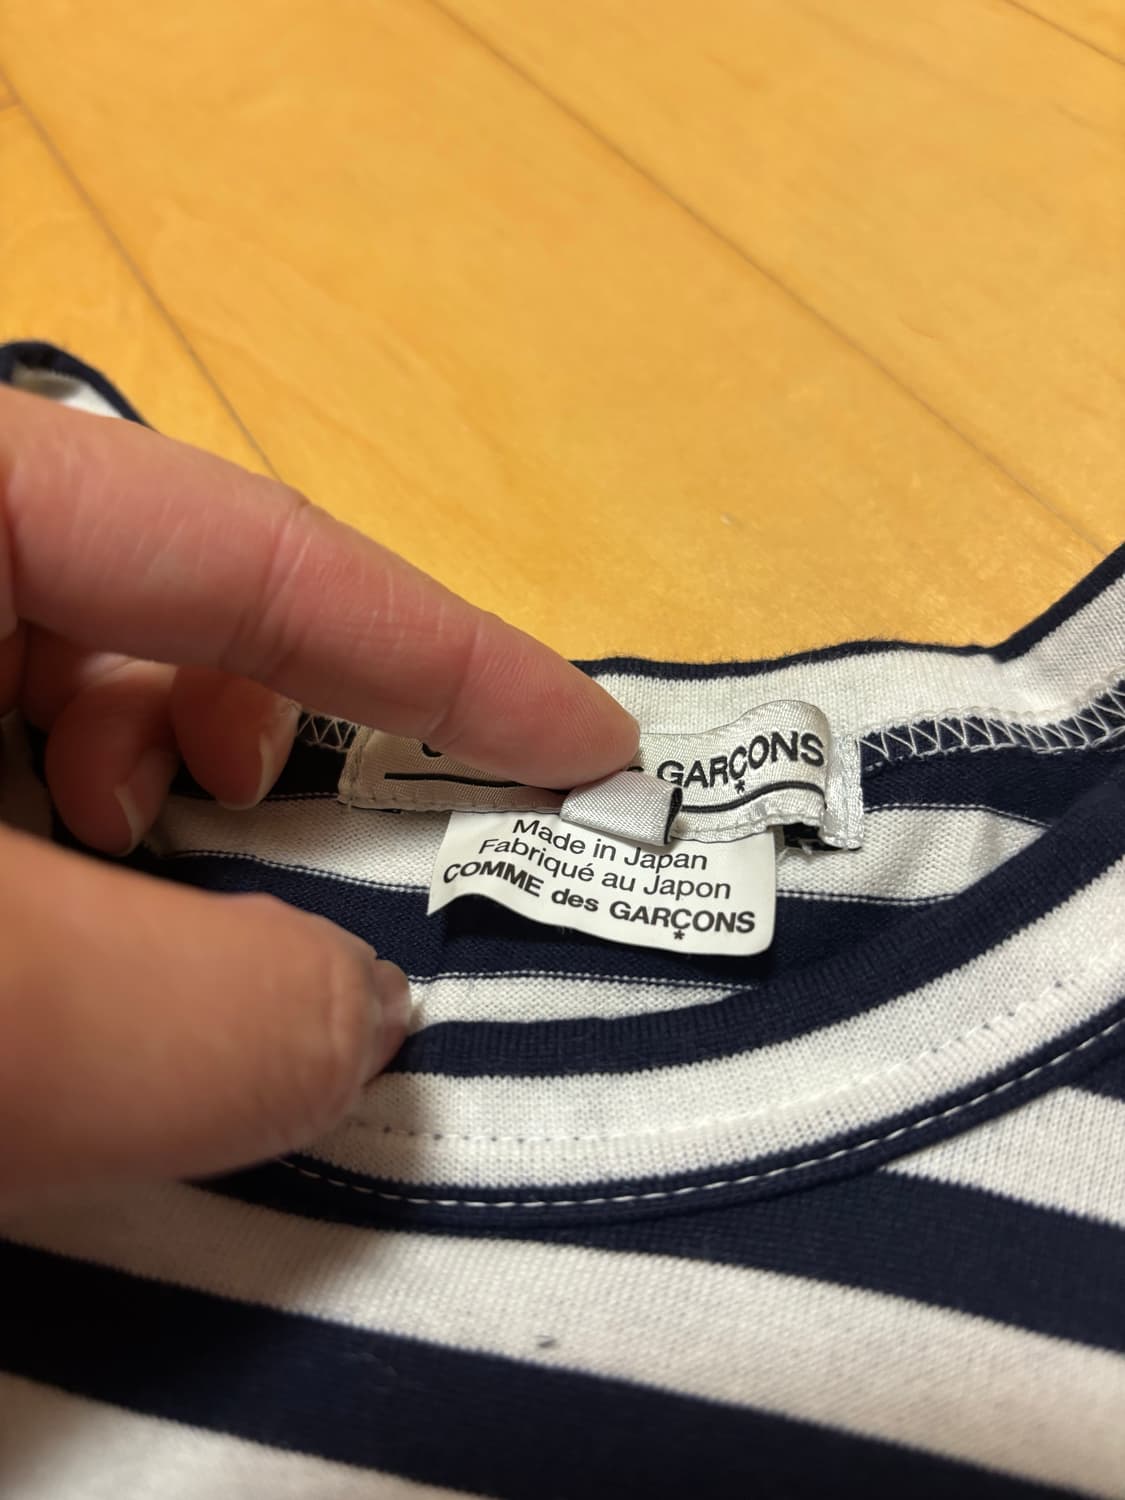 GARÇONS
Made in Japan
Fabriqué au Japon
COMME des GARÇONS